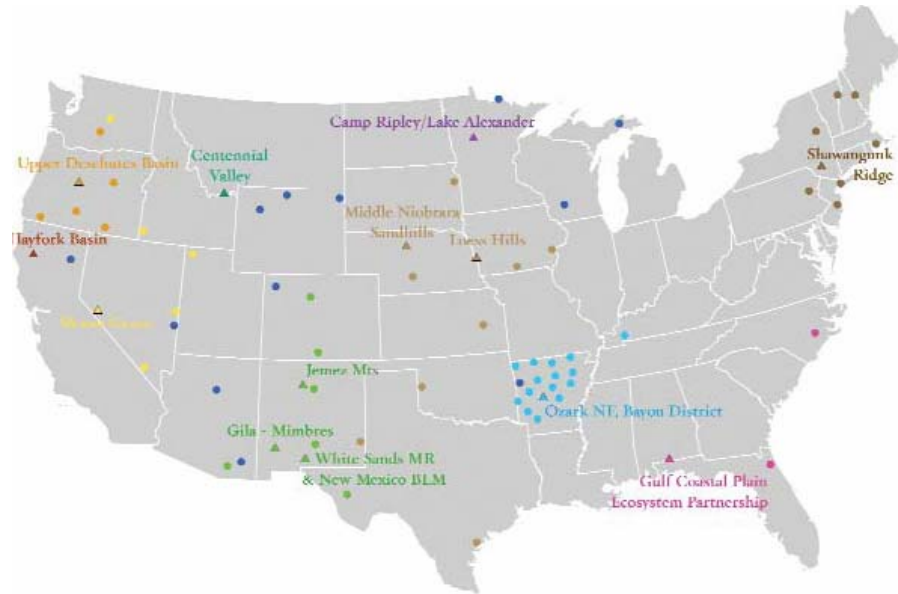 Camp Ripley/Lake Alexander
Upper Deschutes Basin
Centennial
Valley
Shawangunk
Ridge
Middle Niobrara
Sandhills
Loess Hills
Hayfork Basin
Jemez Mts
Ozark NF, Bayou District
Gila - Mimbres
White Sands MR
& New Mexico BLM
Gulf Coastal Plain
Ecosystem Partnership